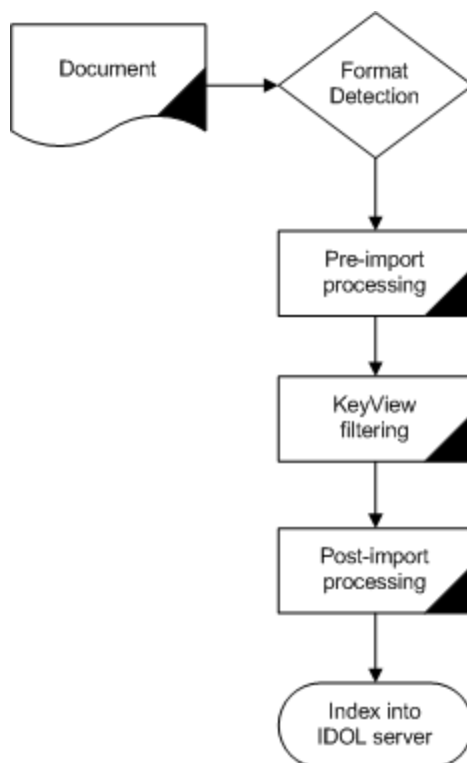 Document
Format
Detection
Pre-import
processing
KeyView
filtering
Post-import
processing
Index into
IDOL server